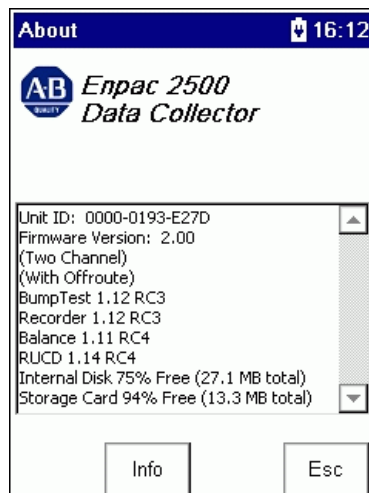 About 16:12
AB
QUALITY
Enpac 2500
Data Collector
Unit ID: 0000-0193-E27D
Firmware Version: 2.00
(Two Channel)
(With Offroute)
BumpTest 1.12 RC3
Recorder 1.12 RC3
Balance 1.11 RC4
RUCD 1.14 RC4
Internal Disk 75% Free (27.1 MB total)
Storage Card 94% Free (13.3 MB total)
Info Esc